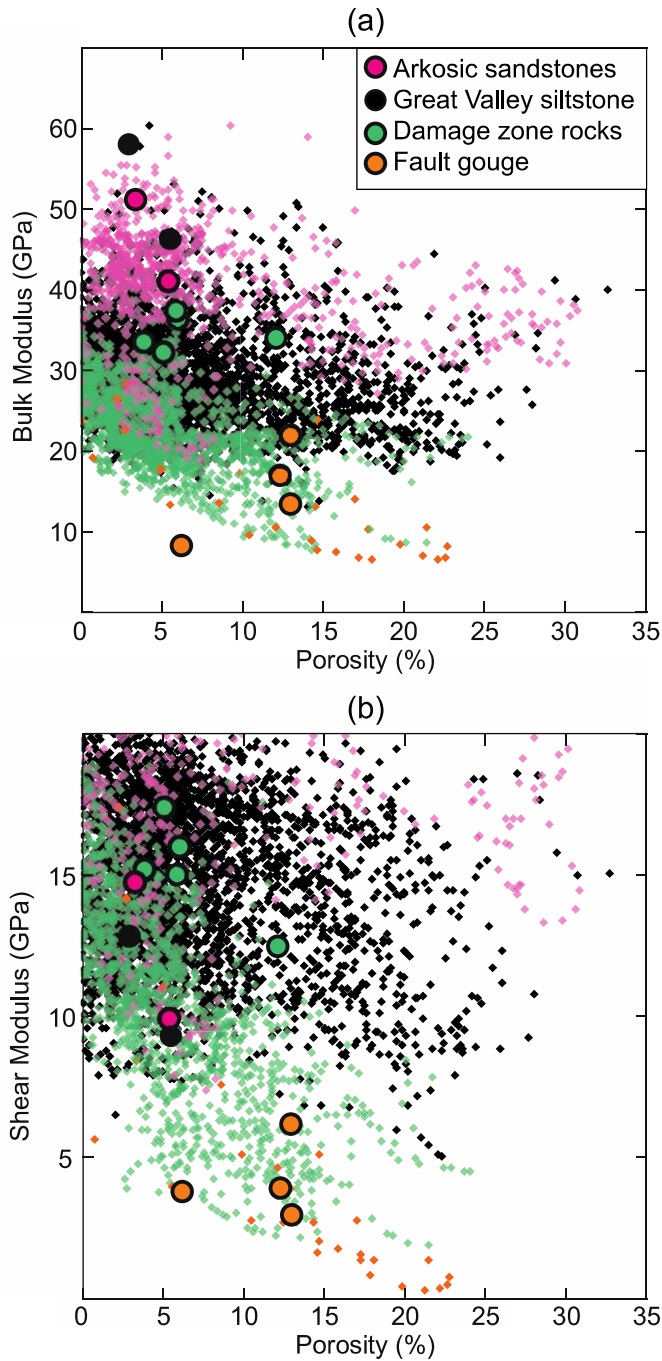 (a)
Arkosic sandstones
Great Valley siltstone
Damage zone rocks
Fault gouge
60
50
40
30
20
10
Bulk Modulus (GPa)
0 5 10 15 20 25 30 35
Porosity (%)
(b)
15
10
5
Shear Modulus (GPa)
0 5 10 15 20 25 30 35
Porosity (%)